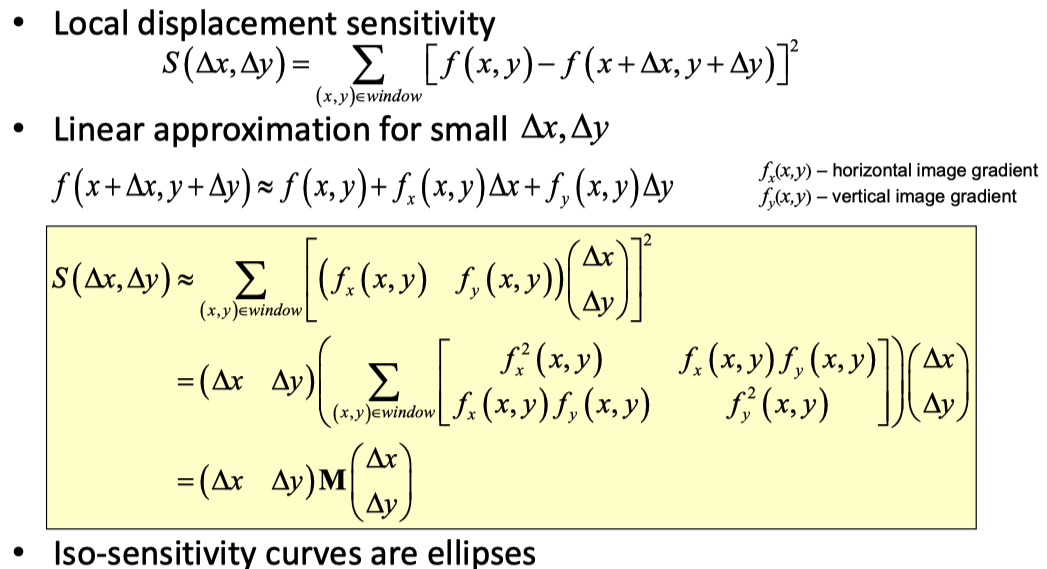 • Local displacement sensitivity
S(Δx,Δy) = ∑_{(x,y)∈window} [f(x,y) − f(x+Δx, y+Δy)]²
• Linear approximation for small Δx,Δy
f(x+Δx, y+Δy) ≈ f(x,y) + f_x(x,y)Δx + f_y(x,y)Δy
f_x(x,y) – horizontal image gradient
f_y(x,y) – vertical image gradient
S(Δx,Δy) ≈ ∑_{(x,y)∈window} [(f_x(x,y) f_y(x,y)) (Δx; Δy)]²
= (Δx Δy) (∑_{(x,y)∈window} [f_x²(x,y) f_x(x,y)f_y(x,y); f_x(x,y)f_y(x,y) f_y²(x,y)]) (Δx; Δy)
= (Δx Δy) M (Δx; Δy)
• Iso-sensitivity curves are ellipses